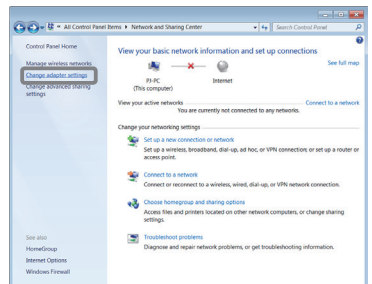 « All Control Panel Items ▸ Network and Sharing Center
Search Control Panel
Control Panel Home
Manage wireless networks
Change adapter settings
Change advanced sharing
settings
See also
HomeGroup
Internet Options
Windows Firewall
View your basic network information and set up connections
See full map
PJ-PC
(This computer)
Internet
View your active networks
Connect to a network
You are currently not connected to any networks.
Change your networking settings
Set up a new connection or network
Set up a wireless, broadband, dial-up, ad hoc, or VPN connection; or set up a router or
access point.
Connect to a network
Connect or reconnect to a wireless, wired, dial-up, or VPN network connection.
Choose homegroup and sharing options
Access files and printers located on other network computers, or change sharing
settings.
Troubleshoot problems
Diagnose and repair network problems, or get troubleshooting information.